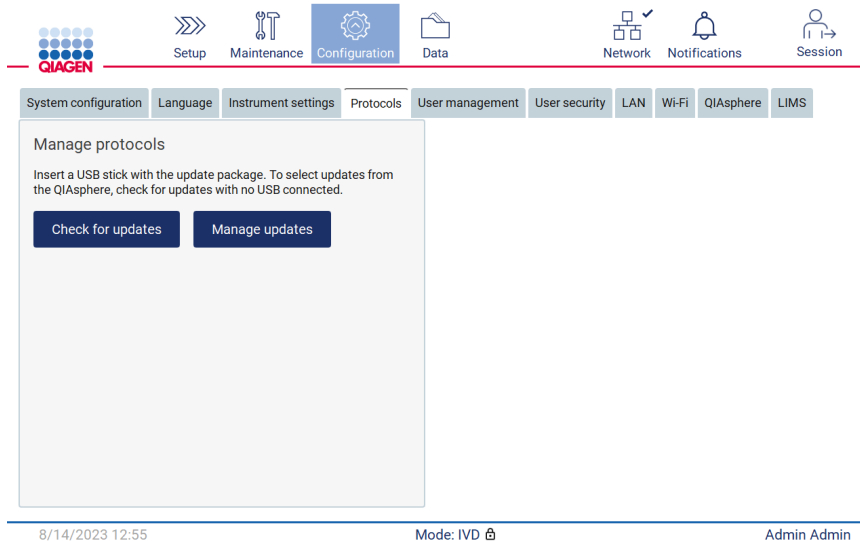 QIAGEN
Setup
Maintenance
Configuration
Data
Network
Notifications
Session
System configuration
Language
Instrument settings
Protocols
User management
User security
LAN
Wi-Fi
QIAsphere
LIMS
Manage protocols
Insert a USB stick with the update package. To select updates from
the QIAsphere, check for updates with no USB connected.
Check for updates
Manage updates
8/14/2023 12:55
Mode: IVD
Admin Admin